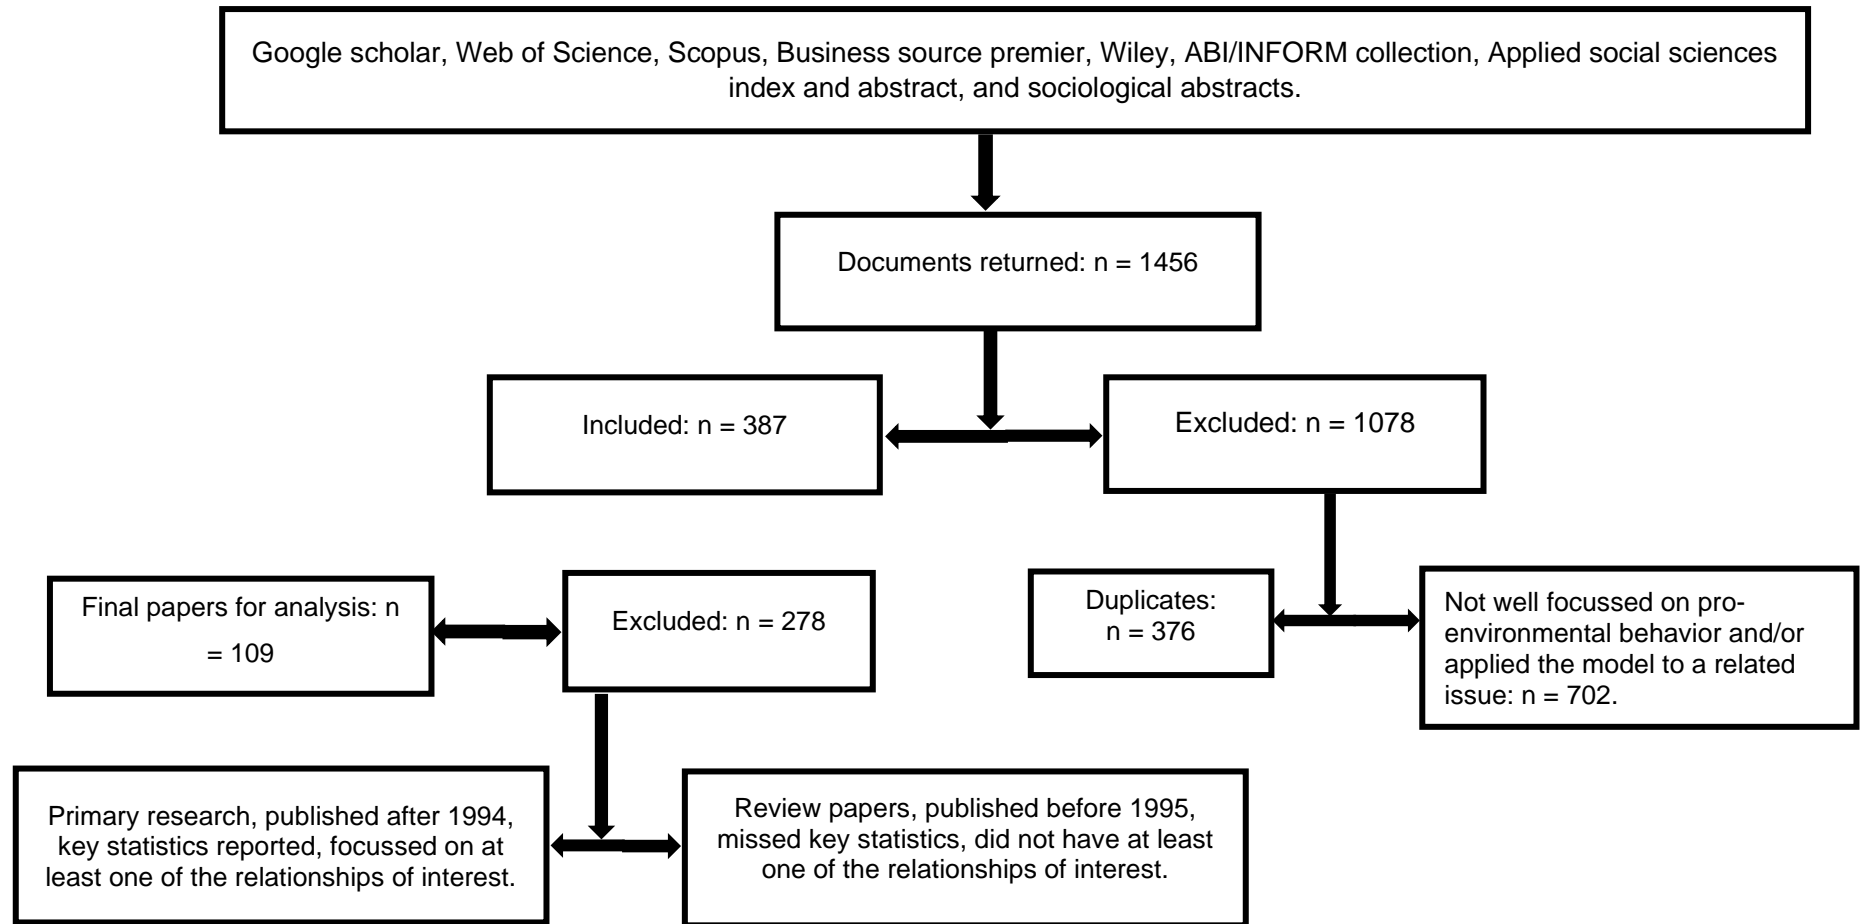 Google scholar, Web of Science, Scopus, Business source premier, Wiley, ABI/INFORM collection, Applied social sciences
index and abstract, and sociological abstracts.
Documents returned: n = 1456
Included: n = 387
Excluded: n = 1078
Final papers for analysis: n
= 109
Excluded: n = 278
Duplicates:
n = 376
Not well focussed on pro-
environmental behavior and/or
applied the model to a related
issue: n = 702.
Primary research, published after 1994,
key statistics reported, focussed on at
least one of the relationships of interest.
Review papers, published before 1995,
missed key statistics, did not have at least
one of the relationships of interest.